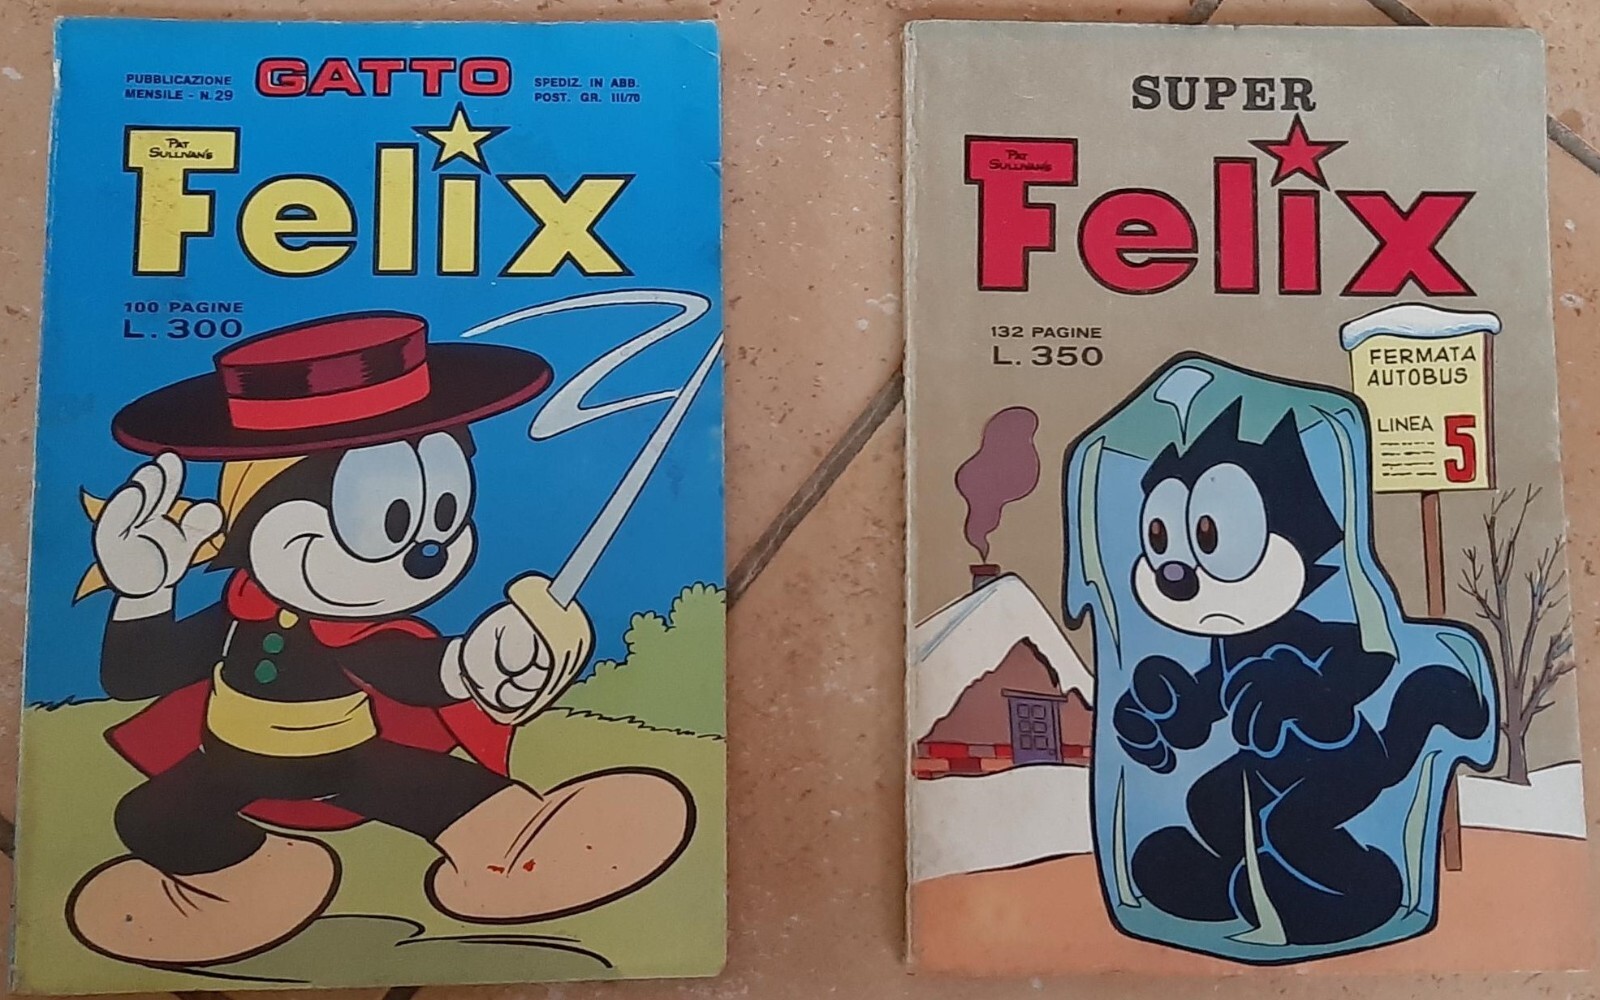 GATTO
PUBBLICAZIONE
MENSILE - N. 29
SPEDIZ. IN ABB.
POST. GR. III/70
PAT
SULLIVAN'S
Felix
100 PAGINE
L. 300
SUPER
PAT
SULLIVAN'S
Felix
132 PAGINE
L. 350
FERMATA
AUTOBUS
LINEA 5